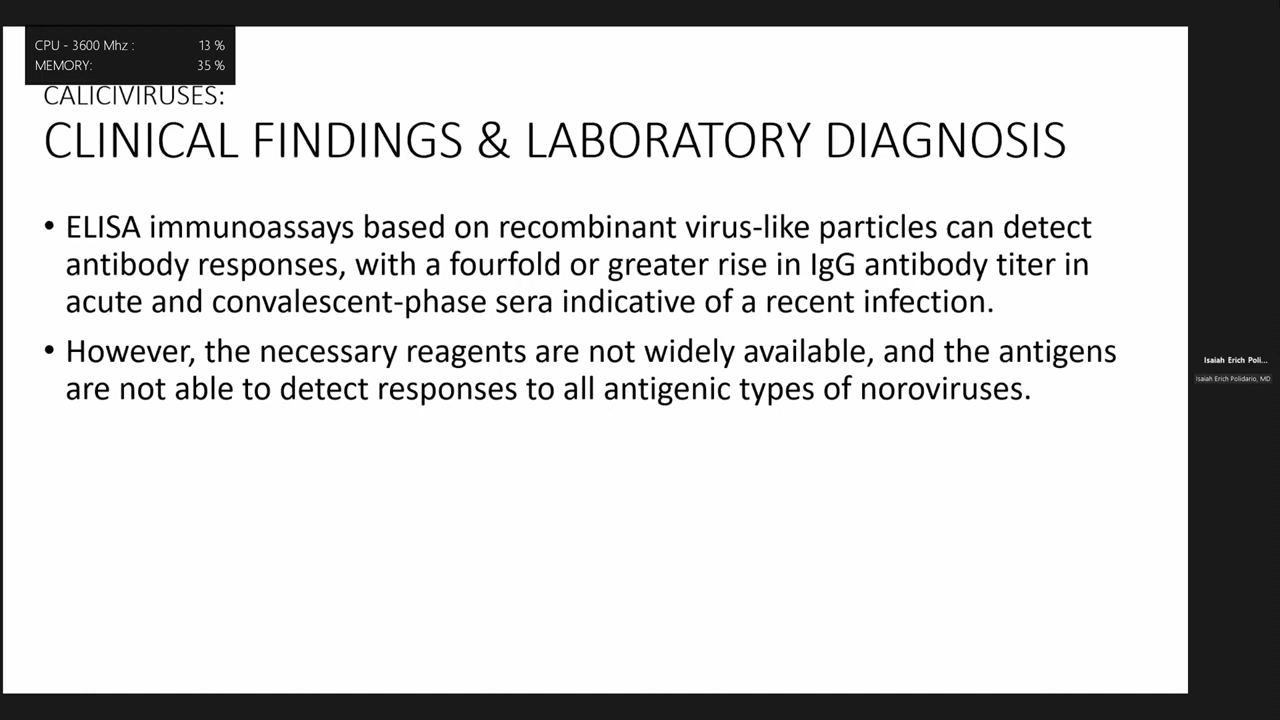 CPU - 3600 Mhz : 13 %
MEMORY: 35 %
CALICIVIRUSES:
CLINICAL FINDINGS & LABORATORY DIAGNOSIS
• ELISA immunoassays based on recombinant virus-like particles can detect
antibody responses, with a fourfold or greater rise in IgG antibody titer in
acute and convalescent-phase sera indicative of a recent infection.
• However, the necessary reagents are not widely available, and the antigens
are not able to detect responses to all antigenic types of noroviruses.
Isaiah Erich Poli...
Isaiah Erich Polidario, MD